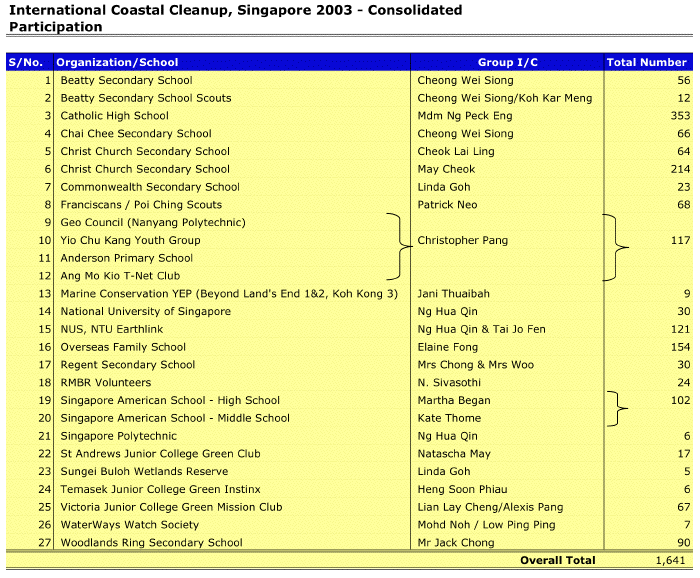 International Coastal Cleanup, Singapore 2003 - Consolidated
Participation
S/No. Organization/School Group I/C Total Number
1 Beatty Secondary School Cheong Wei Siong 56
2 Beatty Secondary School Scouts Cheong Wei Siong/Koh Kar Meng 12
3 Catholic High School Mdm Ng Peck Eng 353
4 Chai Chee Secondary School Cheong Wei Siong 66
5 Christ Church Secondary School Cheok Lai Ling 64
6 Christ Church Secondary School May Cheok 214
7 Commonwealth Secondary School Linda Goh 23
8 Franciscans / Poi Ching Scouts Patrick Neo 68
9 Geo Council (Nanyang Polytechnic)
10 Yio Chu Kang Youth Group Christopher Pang 117
11 Anderson Primary School
12 Ang Mo Kio T-Net Club
13 Marine Conservation YEP (Beyond Land's End 1&2, Koh Kong 3) Jani Thuaibah 9
14 National University of Singapore Ng Hua Qin 30
15 NUS, NTU Earthlink Ng Hua Qin & Tai Jo Fen 121
16 Overseas Family School Elaine Fong 154
17 Regent Secondary School Mrs Chong & Mrs Woo 30
18 RMBR Volunteers N. Sivasothi 24
19 Singapore American School - High School Martha Began 102
20 Singapore American School - Middle School Kate Thome
21 Singapore Polytechnic Ng Hua Qin 6
22 St Andrews Junior College Green Club Natascha May 17
23 Sungei Buloh Wetlands Reserve Linda Goh 5
24 Temasek Junior College Green Instinx Heng Soon Phiau 6
25 Victoria Junior College Green Mission Club Lian Lay Cheng/Alexis Pang 67
26 WaterWays Watch Society Mohd Noh / Low Ping Ping 7
27 Woodlands Ring Secondary School Mr Jack Chong 90
Overall Total 1,641